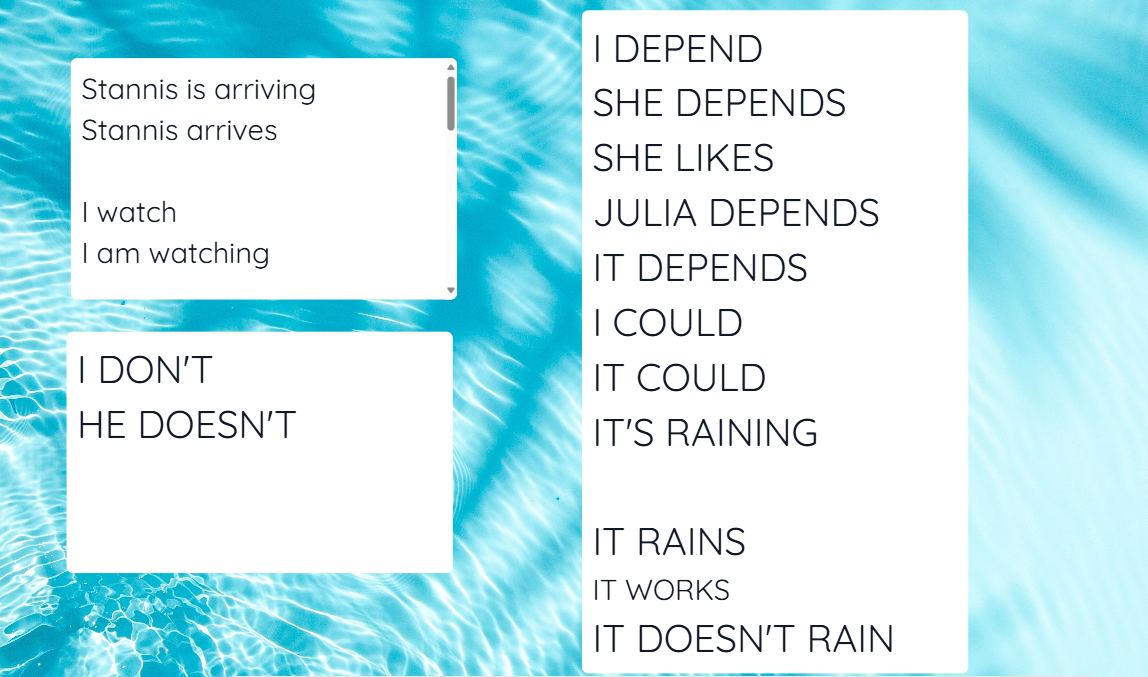 Stannis is arriving
Stannis arrives
I watch
I am watching
I DON'T
HE DOESN'T
I DEPEND
SHE DEPENDS
SHE LIKES
JULIA DEPENDS
IT DEPENDS
I COULD
IT COULD
IT'S RAINING
IT RAINS
IT WORKS
IT DOESN'T RAIN